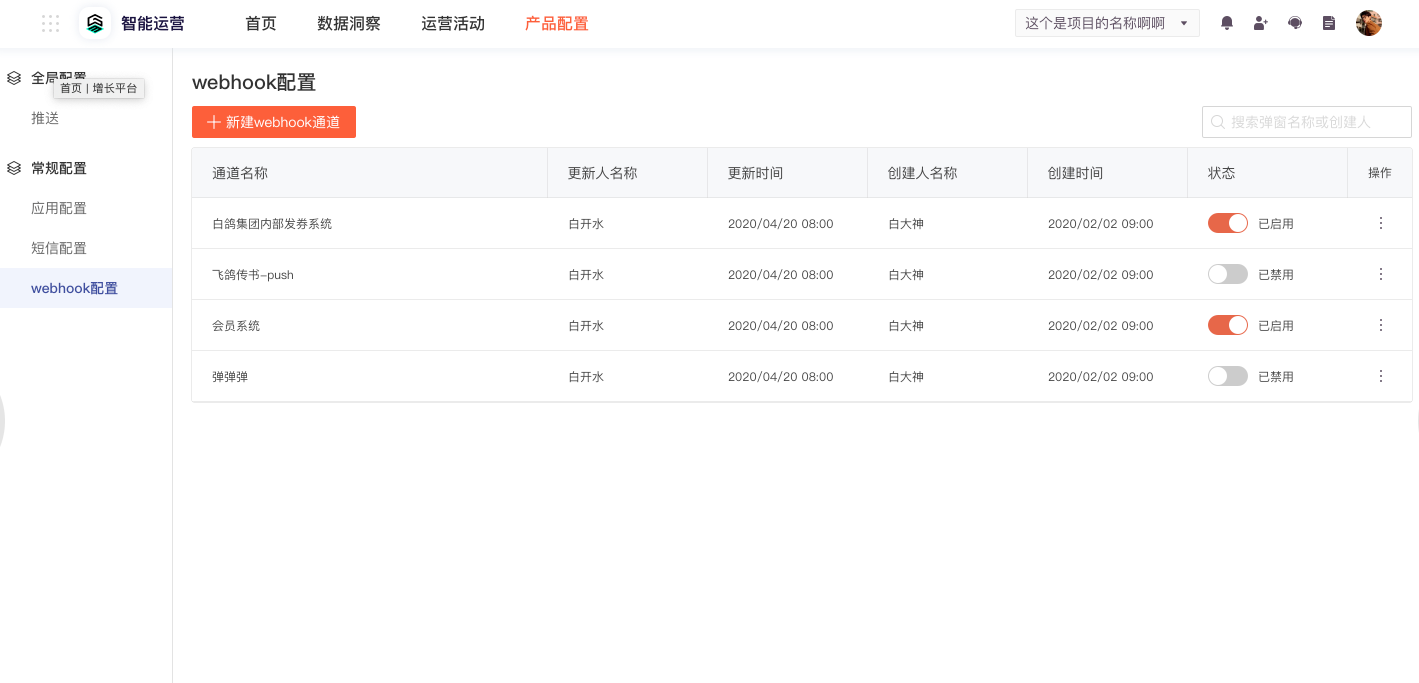 智能运营 首页 数据洞察 运营活动 产品配置 这个是项目的名称啊啊
全局配置
首页 | 增长平台
推送
常规配置
应用配置
短信配置
webhook配置
webhook配置
新建webhook通道 搜索弹窗名称或创建人
通道名称 更新人名称 更新时间 创建人名称 创建时间 状态 操作
白鸽集团内部发券系统 白开水 2020/04/20 08:00 白大神 2020/02/02 09:00 已启用
飞鸽传书-push 白开水 2020/04/20 08:00 白大神 2020/02/02 09:00 已禁用
会员系统 白开水 2020/04/20 08:00 白大神 2020/02/02 09:00 已启用
弹弹弹 白开水 2020/04/20 08:00 白大神 2020/02/02 09:00 已禁用